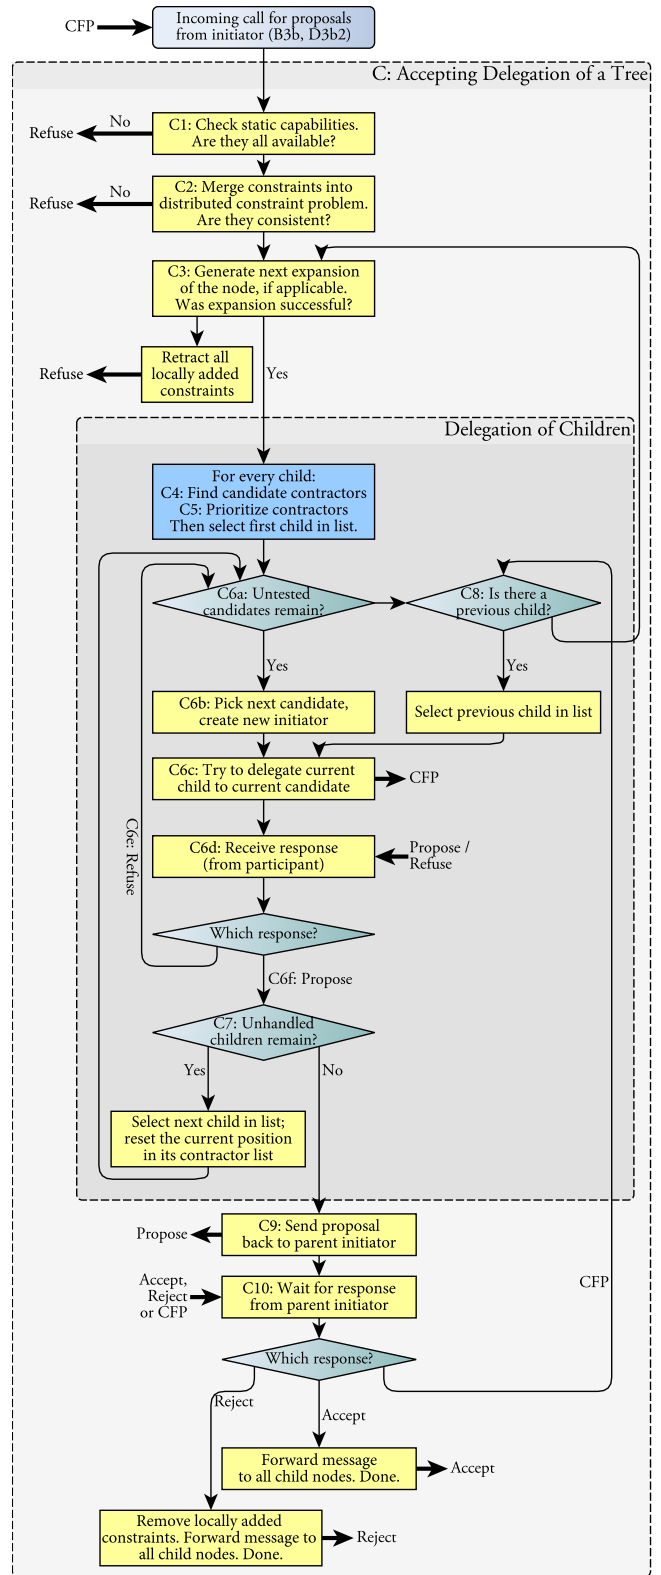 CFP
Incoming call for proposals
from initiator (B3b, D3b2)
C: Accepting Delegation of a Tree
C1: Check static capabilities.
Are they all available?
No
Refuse
C2: Merge constraints into
distributed constraint problem.
Are they consistent?
No
Refuse
C3: Generate next expansion
of the node, if applicable.
Was expansion successful?
Retract all
locally added
constraints
Refuse
Yes
Delegation of Children
For every child:
C4: Find candidate contractors
C5: Prioritize contractors
Then select first child in list.
C6a: Untested
candidates remain?
C8: Is there a
previous child?
Yes
Yes
C6b: Pick next candidate,
create new initiator
Select previous child in list
C6c: Try to delegate current
child to current candidate
CFP
C6e: Refuse
C6d: Receive response
(from participant)
Propose /
Refuse
Which response?
C6f: Propose
C7: Unhandled
children remain?
Yes
No
Select next child in list;
reset the current position
in its contractor list
C9: Send proposal
back to parent initiator
Propose
C10: Wait for response
from parent initiator
Accept,
Reject
or CFP
CFP
Which response?
Reject
Accept
Forward message
to all child nodes. Done.
Accept
Remove locally added
constraints. Forward message to
all child nodes. Done.
Reject